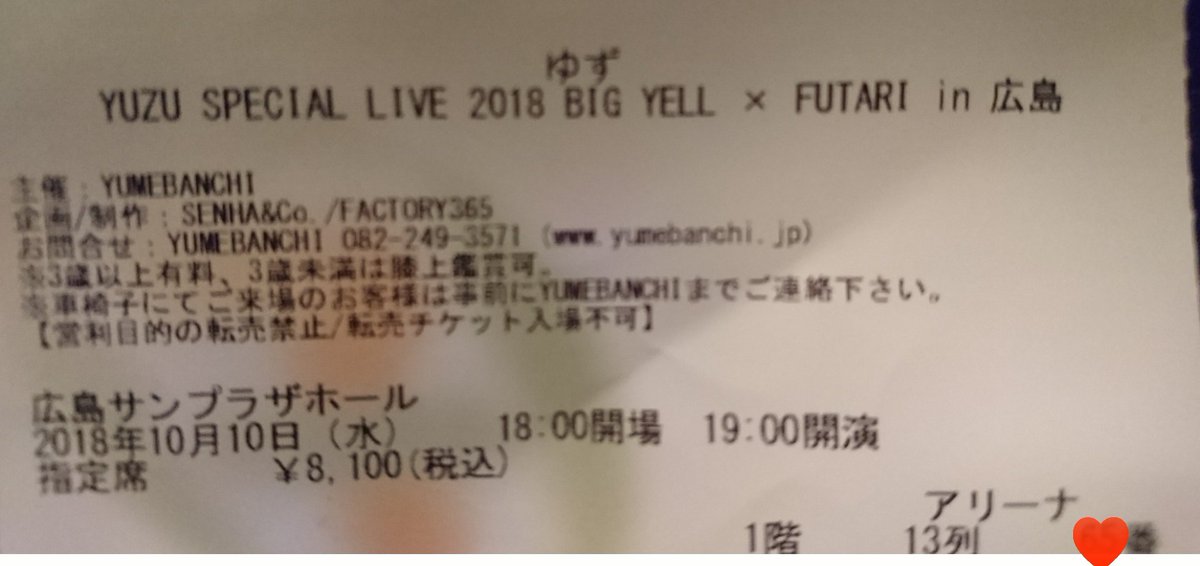 ゆず
YUZU SPECIAL LIVE 2018 BIG YELL × FUTARI in 広島
主催：YUMEBANCHI
企画/制作：SENHA&Co./FACTORY365
お問合せ：YUMEBANCHI 082-249-3571 (www.yumebanchi.jp)
※3歳以上有料、3歳未満は膝上鑑賞可。
※車椅子にてご来場のお客様は事前にYUMEBANCHIまでご連絡下さい。
【営利目的の転売禁止/転売チケット入場不可】
広島サンプラザホール
2018年10月10日（水） 18:00開場 19:00開演
指定席 ￥8,100(税込)
アリーナ
1階 13列 番